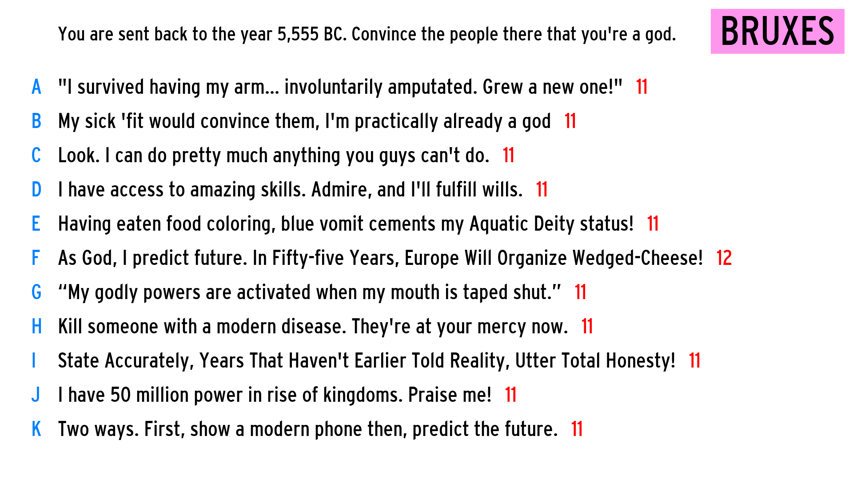 You are sent back to the year 5,555 BC. Convince the people there that you're a god.
BRUXES
A "I survived having my arm... involuntarily amputated. Grew a new one!" 11
B My sick 'fit would convince them, I'm practically already a god 11
C Look. I can do pretty much anything you guys can't do. 11
D I have access to amazing skills. Admire, and I'll fulfill wills. 11
E Having eaten food coloring, blue vomit cements my Aquatic Deity status! 11
F As God, I predict future. In Fifty-five Years, Europe Will Organize Wedged-Cheese! 12
G “My godly powers are activated when my mouth is taped shut.” 11
H Kill someone with a modern disease. They're at your mercy now. 11
I State Accurately, Years That Haven't Earlier Told Reality, Utter Total Honesty! 11
J I have 50 million power in rise of kingdoms. Praise me! 11
K Two ways. First, show a modern phone then, predict the future. 11